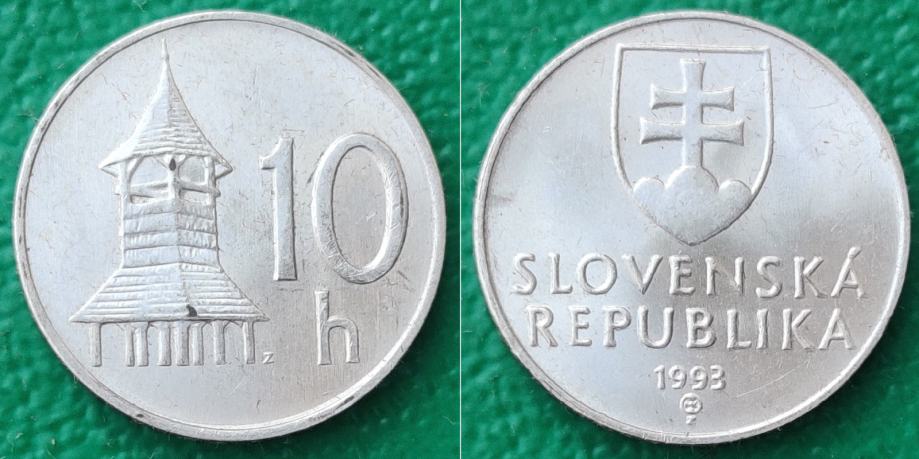 10
h
Z
SLOVENSKÁ
REPUBLIKA
1993
Z